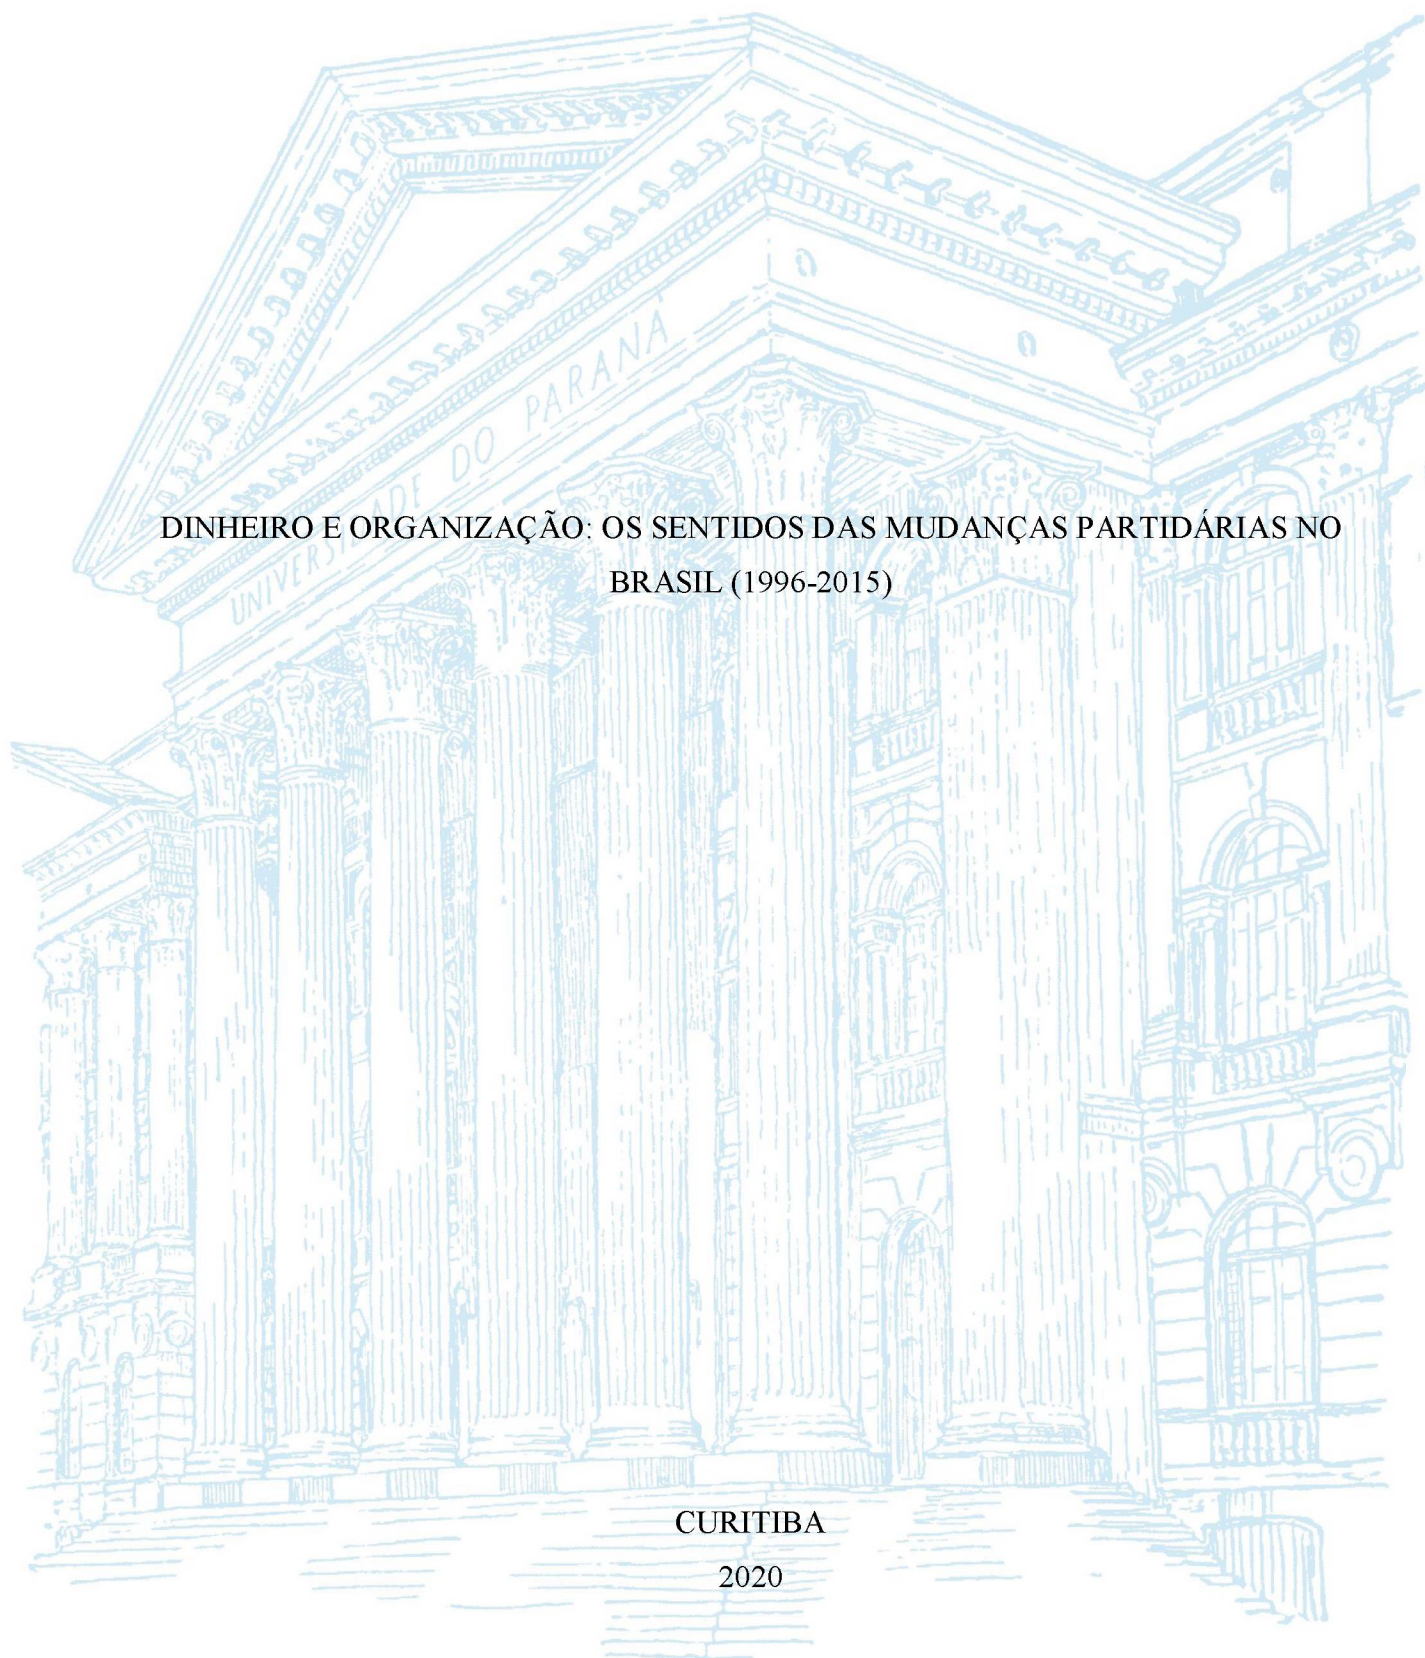 UNIVERSIDADE DO PARANÁ
DINHEIRO E ORGANIZAÇÃO: OS SENTIDOS DAS MUDANÇAS PARTIDÁRIAS NO
BRASIL (1996-2015)
CURITIBA
2020